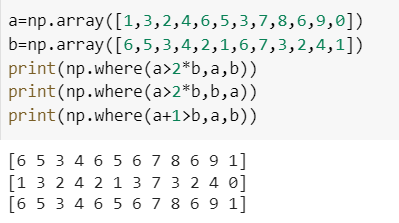 a=np.array([1,3,2,4,6,5,3,7,8,6,9,0])
b=np.array([6,5,3,4,2,1,6,7,3,2,4,1])
print(np.where(a>2*b,a,b))
print(np.where(a>2*b,b,a))
print(np.where(a+1>b,a,b))
[6 5 3 4 6 5 6 7 8 6 9 1]
[1 3 2 4 2 1 3 7 3 2 4 0]
[6 5 3 4 6 5 6 7 8 6 9 1]